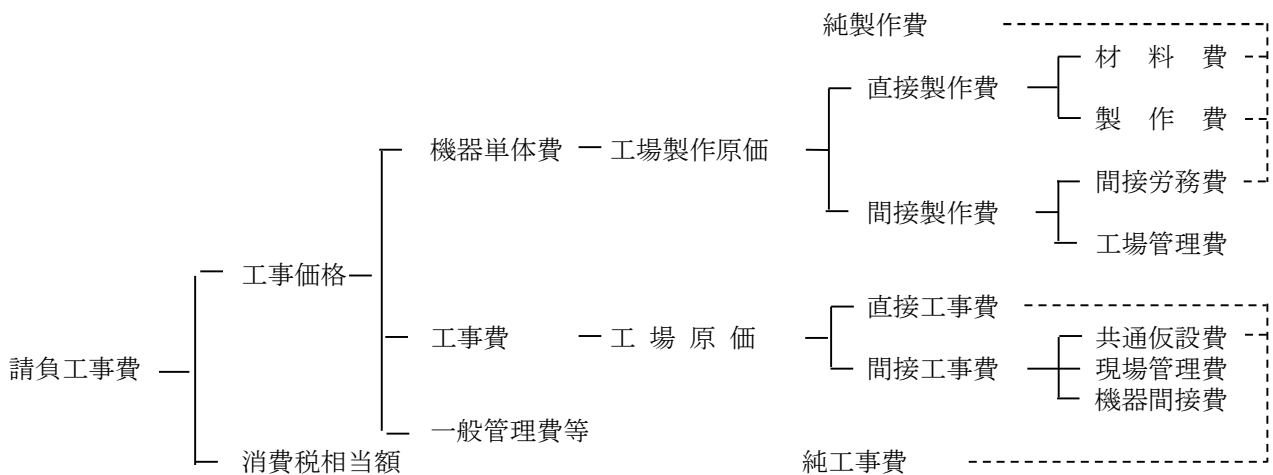 純製作費
材　料　費
直接製作費
製　作　費
機器単体費 工場製作原価
間接労務費
間接製作費
工場管理費
工事価格
直接工事費
工事費 工 場 原 価 共通仮設費
請負工事費 間接工事費 現場管理費
機器間接費
一般管理費等
消費税相当額 純工事費